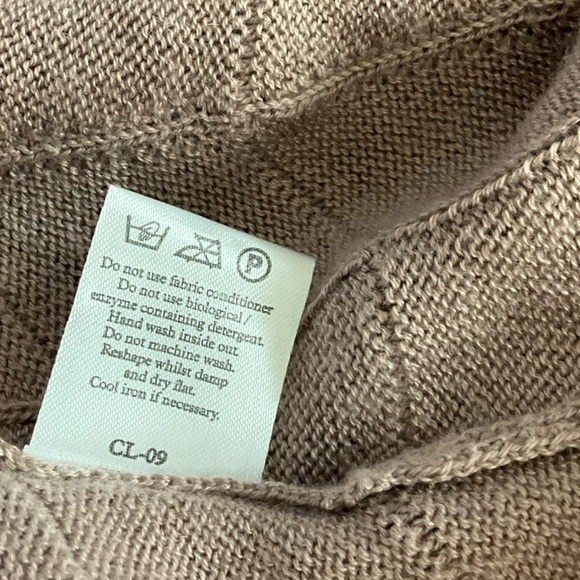 P
Do not use fabric conditioner
Do not use biological /
enzyme containing detergent.
Hand wash inside out.
Do not machine wash.
Reshape whilst damp
and dry flat.
Cool iron if necessary.
CL-09